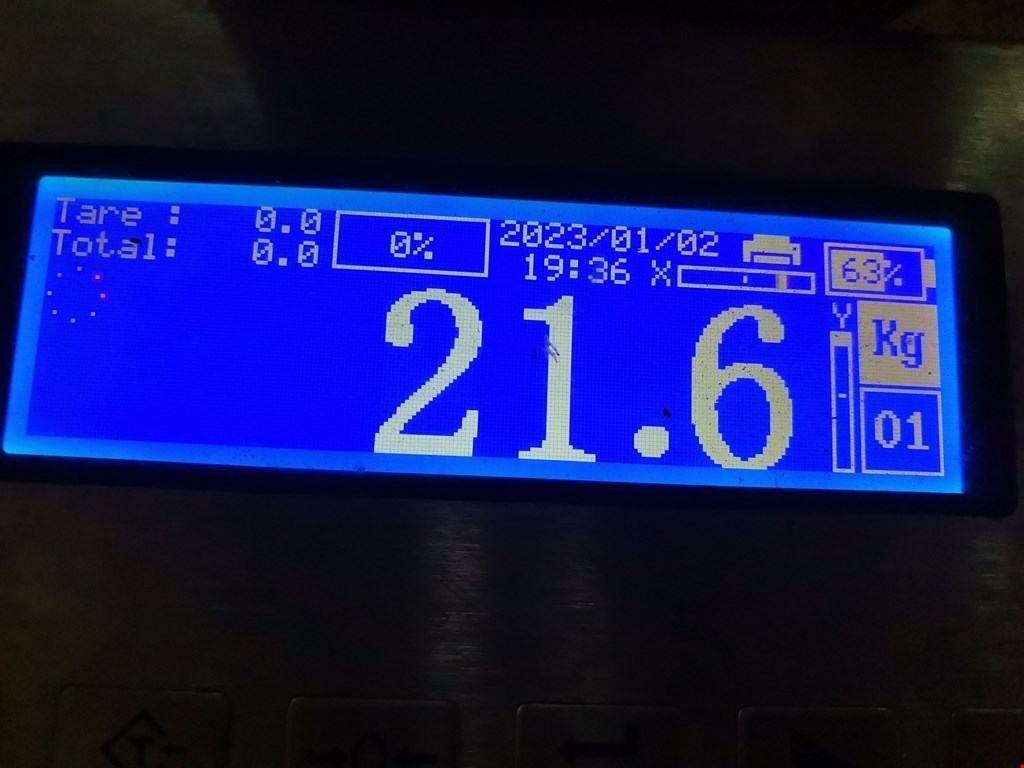 Tare : 0.0
Total: 0.0
0%
2023/01/02
19:36 X
63%
21.6
Y
Kg
01